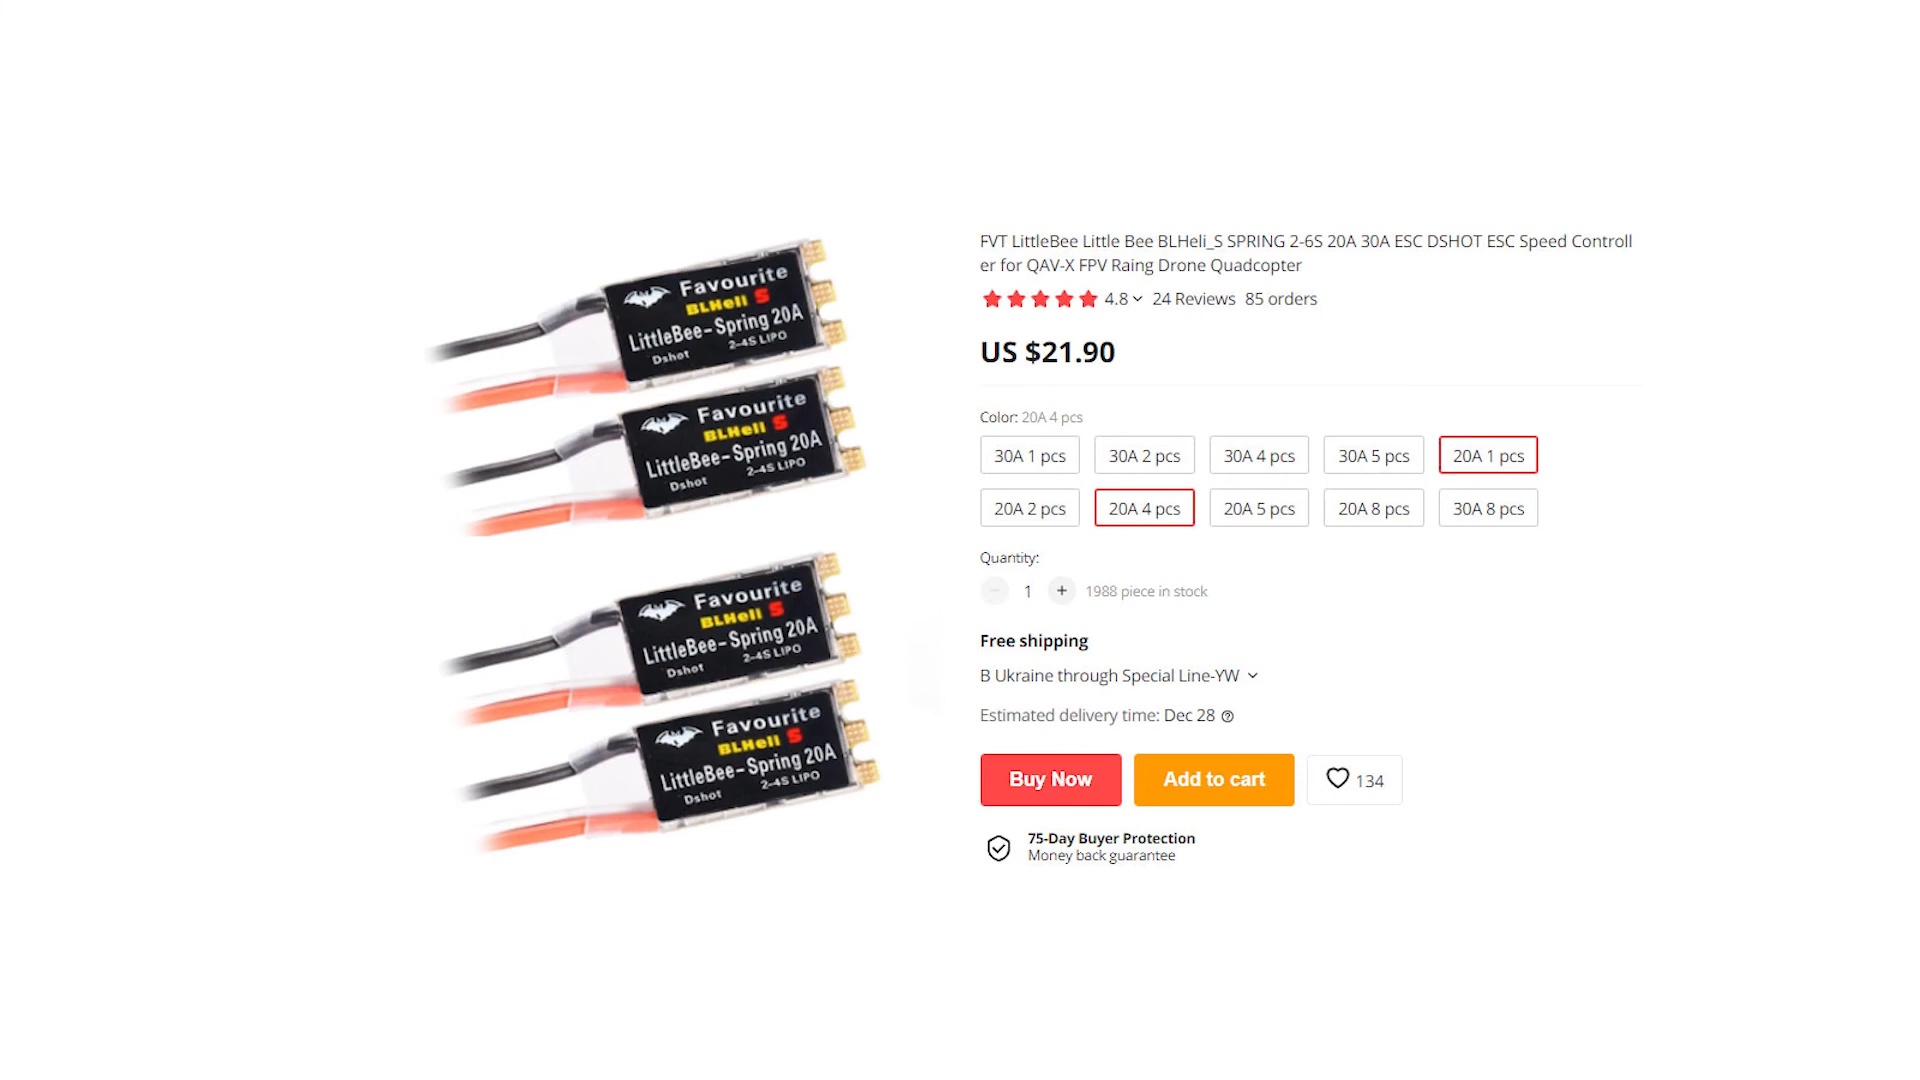 Favourite
BLHeli S
LittleBee-Spring 20A
Dshot 2-4S LIPO
Favourite
BLHeli S
LittleBee-Spring 20A
Dshot 2-4S LIPO
Favourite
BLHeli S
LittleBee-Spring 20A
Dshot 2-4S LIPO
Favourite
BLHeli S
LittleBee-Spring 20A
Dshot 2-4S LIPO
FVT LittleBee Little Bee BLHeli_S SPRING 2-6S 20A 30A ESC DSHOT ESC Speed Controll
er for QAV-X FPV Raing Drone Quadcopter
4.8 24 Reviews 85 orders
US $21.90
Color: 20A 4 pcs
30A 1 pcs 30A 2 pcs 30A 4 pcs 30A 5 pcs 20A 1 pcs
20A 2 pcs 20A 4 pcs 20A 5 pcs 20A 8 pcs 30A 8 pcs
Quantity:
− 1 + 1988 piece in stock
Free shipping
В Ukraine through Special Line-YW
Estimated delivery time: Dec 28
Buy Now Add to cart 134
75-Day Buyer Protection
Money back guarantee